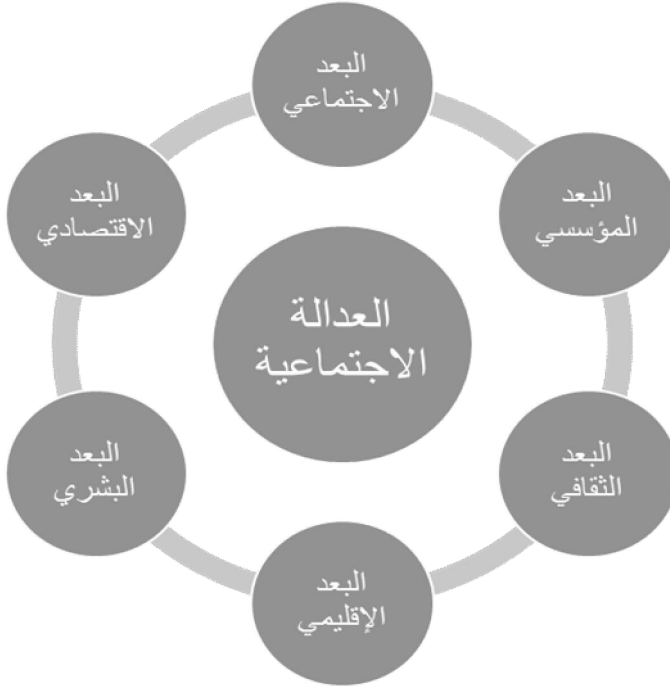 البعد
الاجتماعي
البعد
المؤسسي
البعد
الثقافي
البعد
الإقليمي
البعد
البشري
البعد
الاقتصادي
العدالة
الاجتماعية